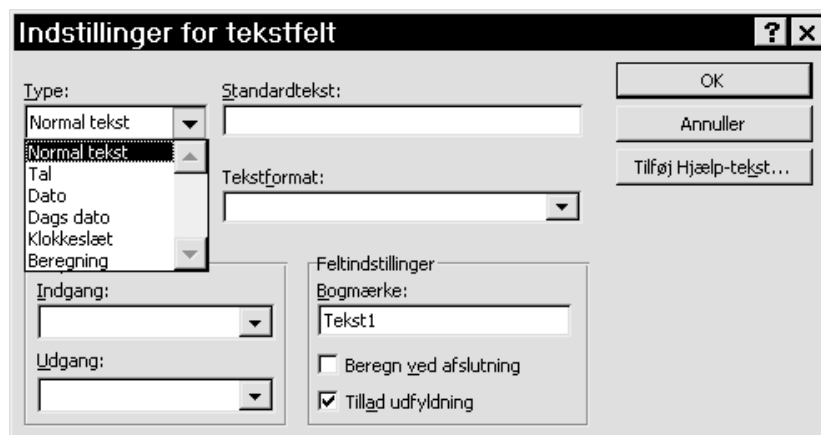 Indstillinger for tekstfelt
Type:
Normal tekst
Normal tekst
Tal
Dato
Dags dato
Klokkeslæt
Beregning
Standardtekst:
Tekstformat:
OK
Annuller
Tilføj Hjælp-tekst...
Indgang:
Udgang:
Feltindstillinger
Bogmærke:
Tekst1
Beregn ved afslutning
Tillad udfyldning